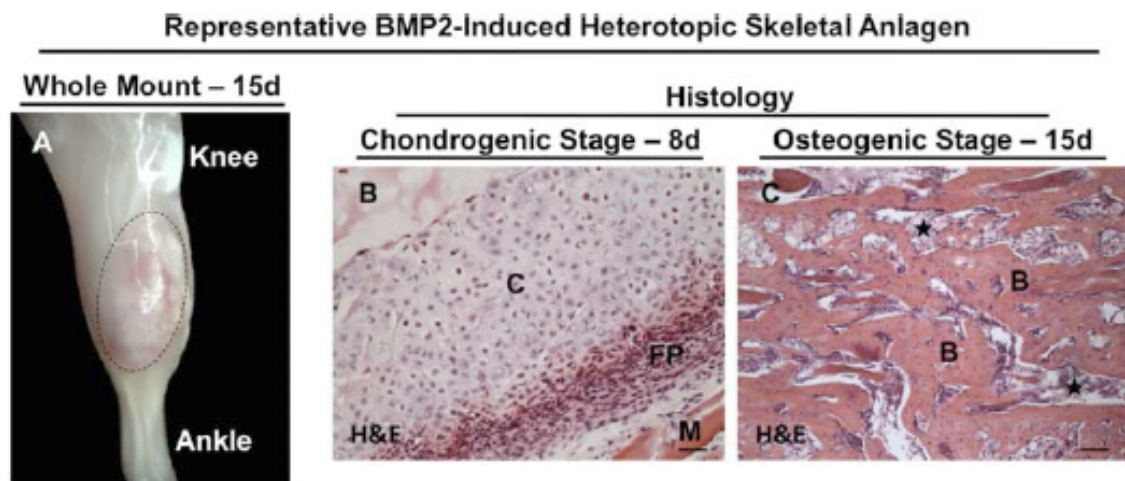 Representative BMP2-Induced Heterotopic Skeletal Anlagen
Whole Mount – 15d
Histology
Chondrogenic Stage – 8d
Osteogenic Stage – 15d
A
Knee
Ankle
B
C
FP
H&E
M
C
B
B
H&E